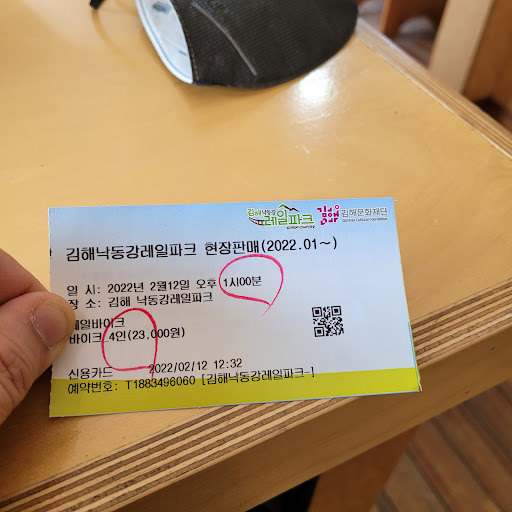 김해낙동강
레일파크
김해문화재단
김해낙동강레일파크 현장판매(2022.01~)
일 시: 2022년 2월12일 오후 1시00분
장 소: 김해 낙동강레일파크
레일바이크
바이크 4인(23,000원)
신용카드 2022/02/12 12:32
예약번호: T1883496060 [김해낙동강레일파크-]